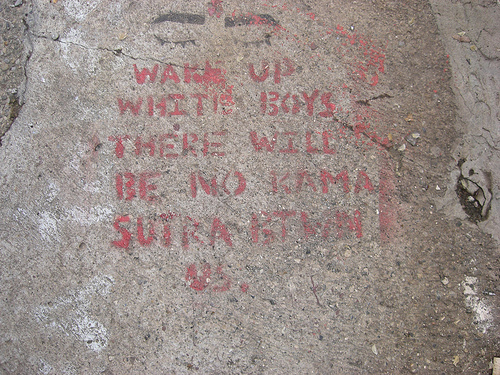 WAKE UP
WHITE BOYS
THERE WILL
BE NO KAMA
SUTRA BTWN
US.